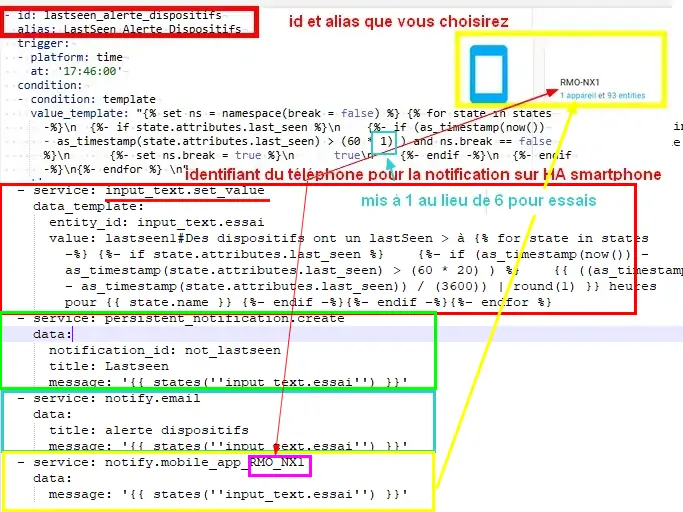 - id: lastseen_alerte_dispositifs
alias: LastSeen Alerte Dispositifs
id et alias que vous choisirez
trigger:
- platform: time
at: '17:46:00'
condition:
- condition: template
RMO-NX1
1 appareil et 93 entities
value_template: "{% set ns = namespace(break = false) %} {% for state in states
-%}\n {%- if state.attributes.last_seen %}\n {%- if (as_timestamp(now())
- as_timestamp(state.attributes.last_seen) > (60 * 1) ) and ns.break == false
%}\n {%- set ns.break = true %}\n true\n {%- endif -%}\n {%- endif
-%}\n{%- endfor %} \n"
identifiant du téléphone pour la notification sur HA smartphone
- service: input_text.set_value
mis à 1 au lieu de 6 pour essais
data_template:
entity_id: input_text.essai
value: lastseen1#Des dispositifs ont un lastSeen > à {% for state in states
-%} {%- if state.attributes.last_seen %} {%- if (as_timestamp(now()) -
as_timestamp(state.attributes.last_seen) > (60 * 20) ) %} {{ ((as_timestam
- as_timestamp(state.attributes.last_seen)) / (3600)) | round(1) }} heures
pour {{ state.name }} {%- endif -%}{%- endif -%}{%- endfor %}
- service: persistent_notification.create
data:
notification_id: not_lastseen
title: Lastseen
message: '{{ states(''input_text.essai'') }}'
- service: notify.email
data:
title: alerte dispositifs
message: '{{ states(''input_text.essai'') }}'
- service: notify.mobile_app_RMO_NX1
data:
message: '{{ states(''input_text.essai'') }}'